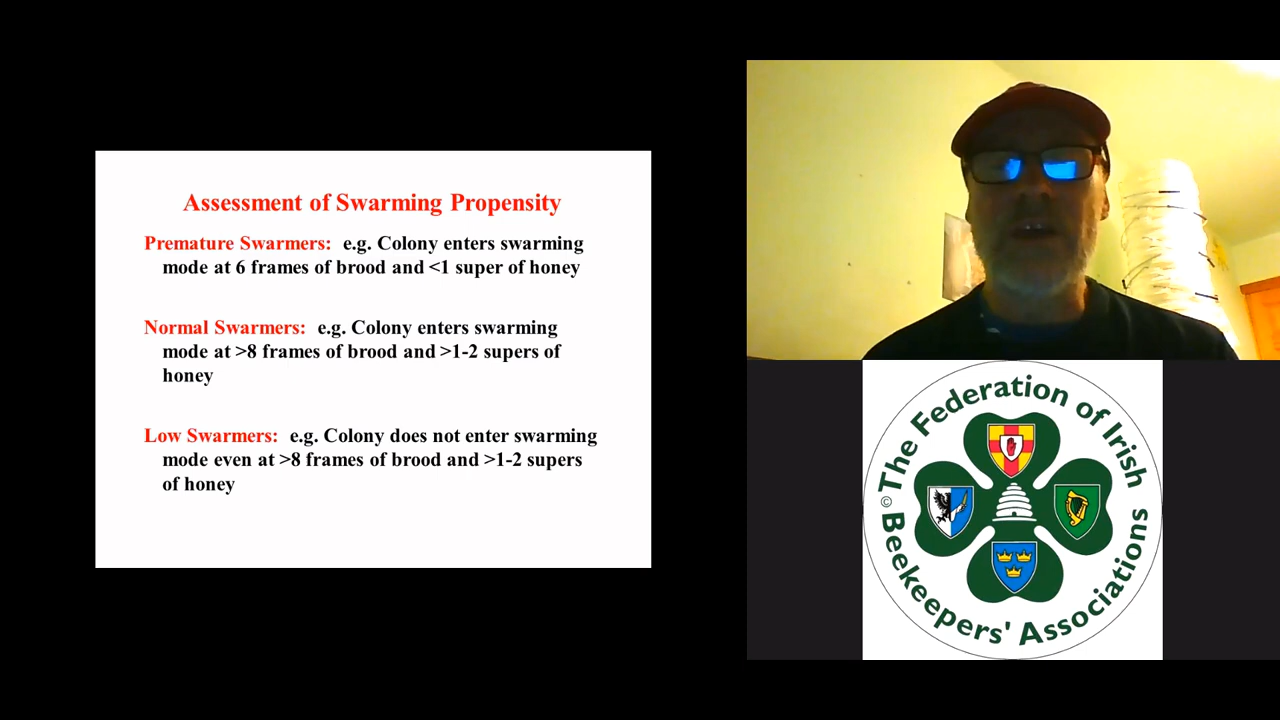 Assessment of Swarming Propensity
Premature Swarmers: e.g. Colony enters swarming
mode at 6 frames of brood and <1 super of honey
Normal Swarmers: e.g. Colony enters swarming
mode at >8 frames of brood and >1-2 supers of
honey
Low Swarmers: e.g. Colony does not enter swarming
mode even at >8 frames of brood and >1-2 supers
of honey
The Federation of Irish
Beekeepers' Associations
©